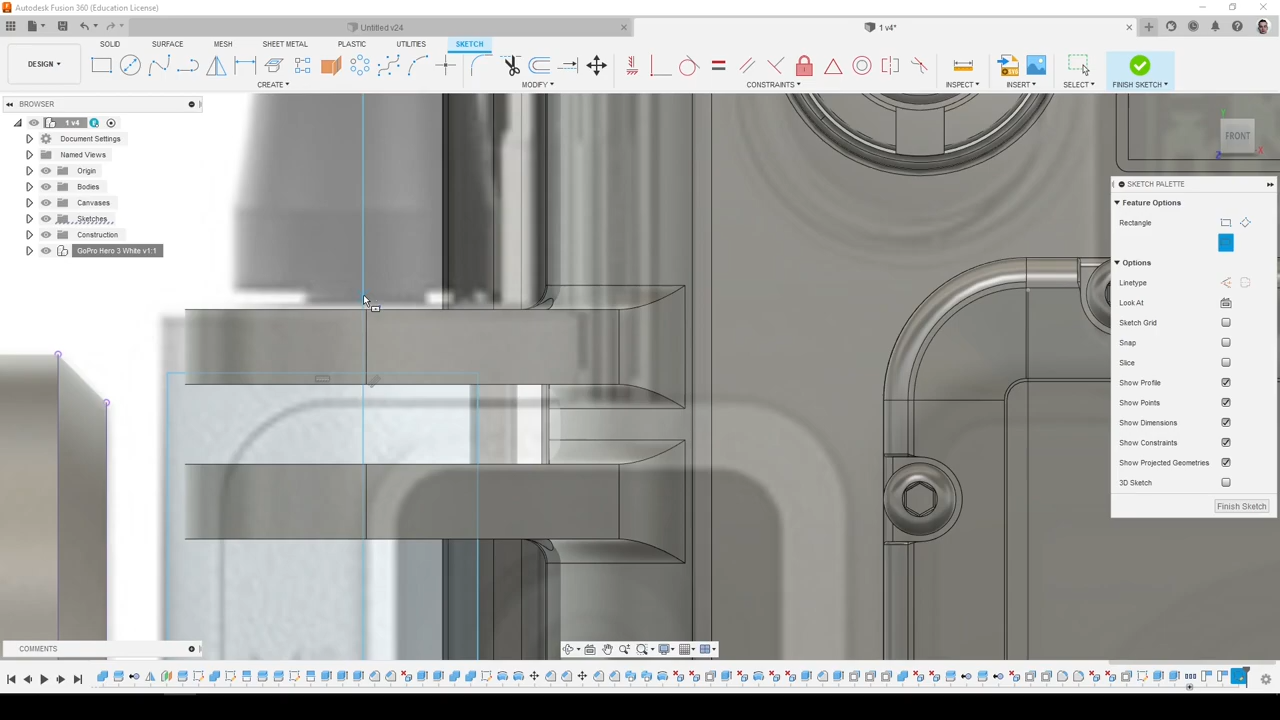 Autodesk Fusion 360 (Education License)
Untitled v24
1 v4*
DESIGN
SOLID
SURFACE
MESH
SHEET METAL
PLASTIC
UTILITIES
SKETCH
CREATE
MODIFY
CONSTRAINTS
INSPECT
INSERT
SELECT
FINISH SKETCH
BROWSER
1 v4
Document Settings
Named Views
Origin
Bodies
Canvases
Sketches
Construction
GoPro Hero 3 White v1:1
Y
FRONT
X
Z
SKETCH PALETTE
Feature Options
Rectangle
Options
Linetype
Look At
Sketch Grid
Snap
Slice
Show Profile
Show Points
Show Dimensions
Show Constraints
Show Projected Geometries
3D Sketch
Finish Sketch
COMMENTS